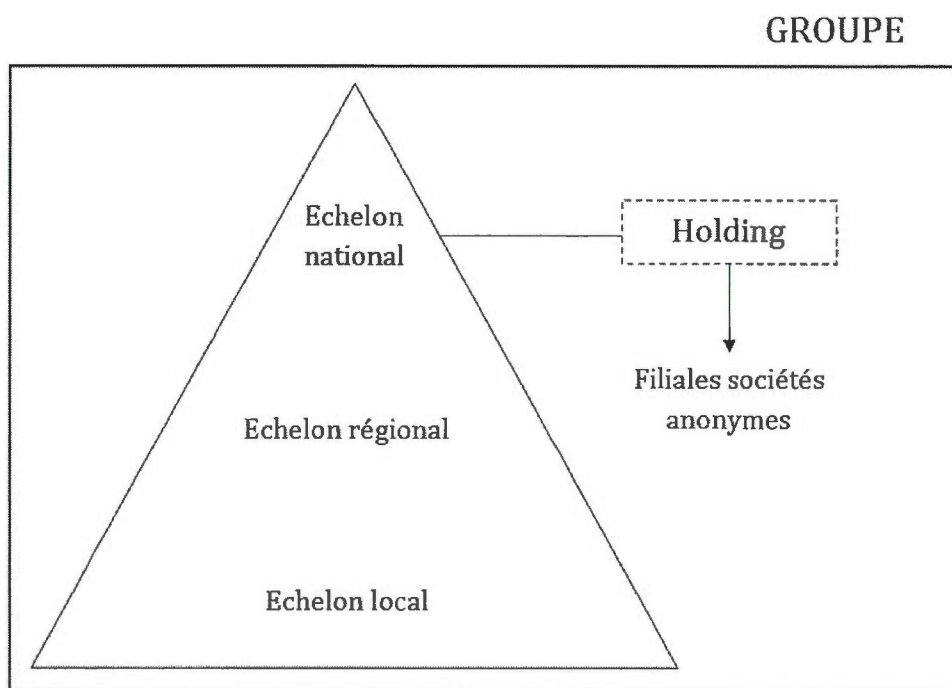 GROUPE
Echelon
national
Holding
Filiales sociétés
anonymes
Echelon régional
Echelon local